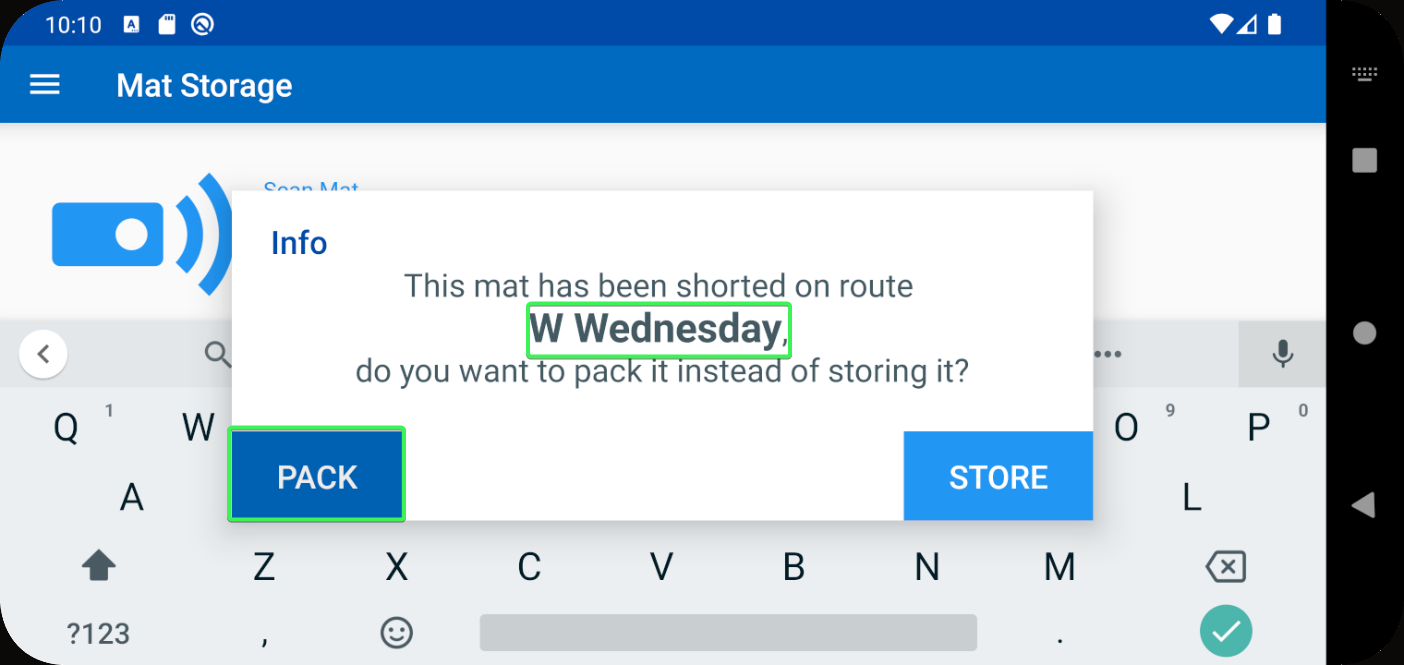 10:10
Mat Storage
Scan Mat
Info
This mat has been shorted on route
W Wednesday,
do you want to pack it instead of storing it?
PACK
STORE
Q 1 W O 9 P 0
A L
Z X C V B N M
?123 , .